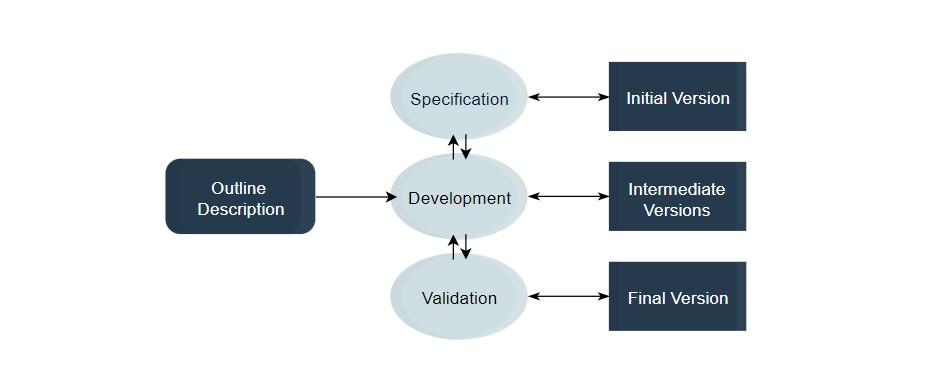 Specification
Initial Version
Outline
Description
Development
Intermediate
Versions
Validation
Final Version